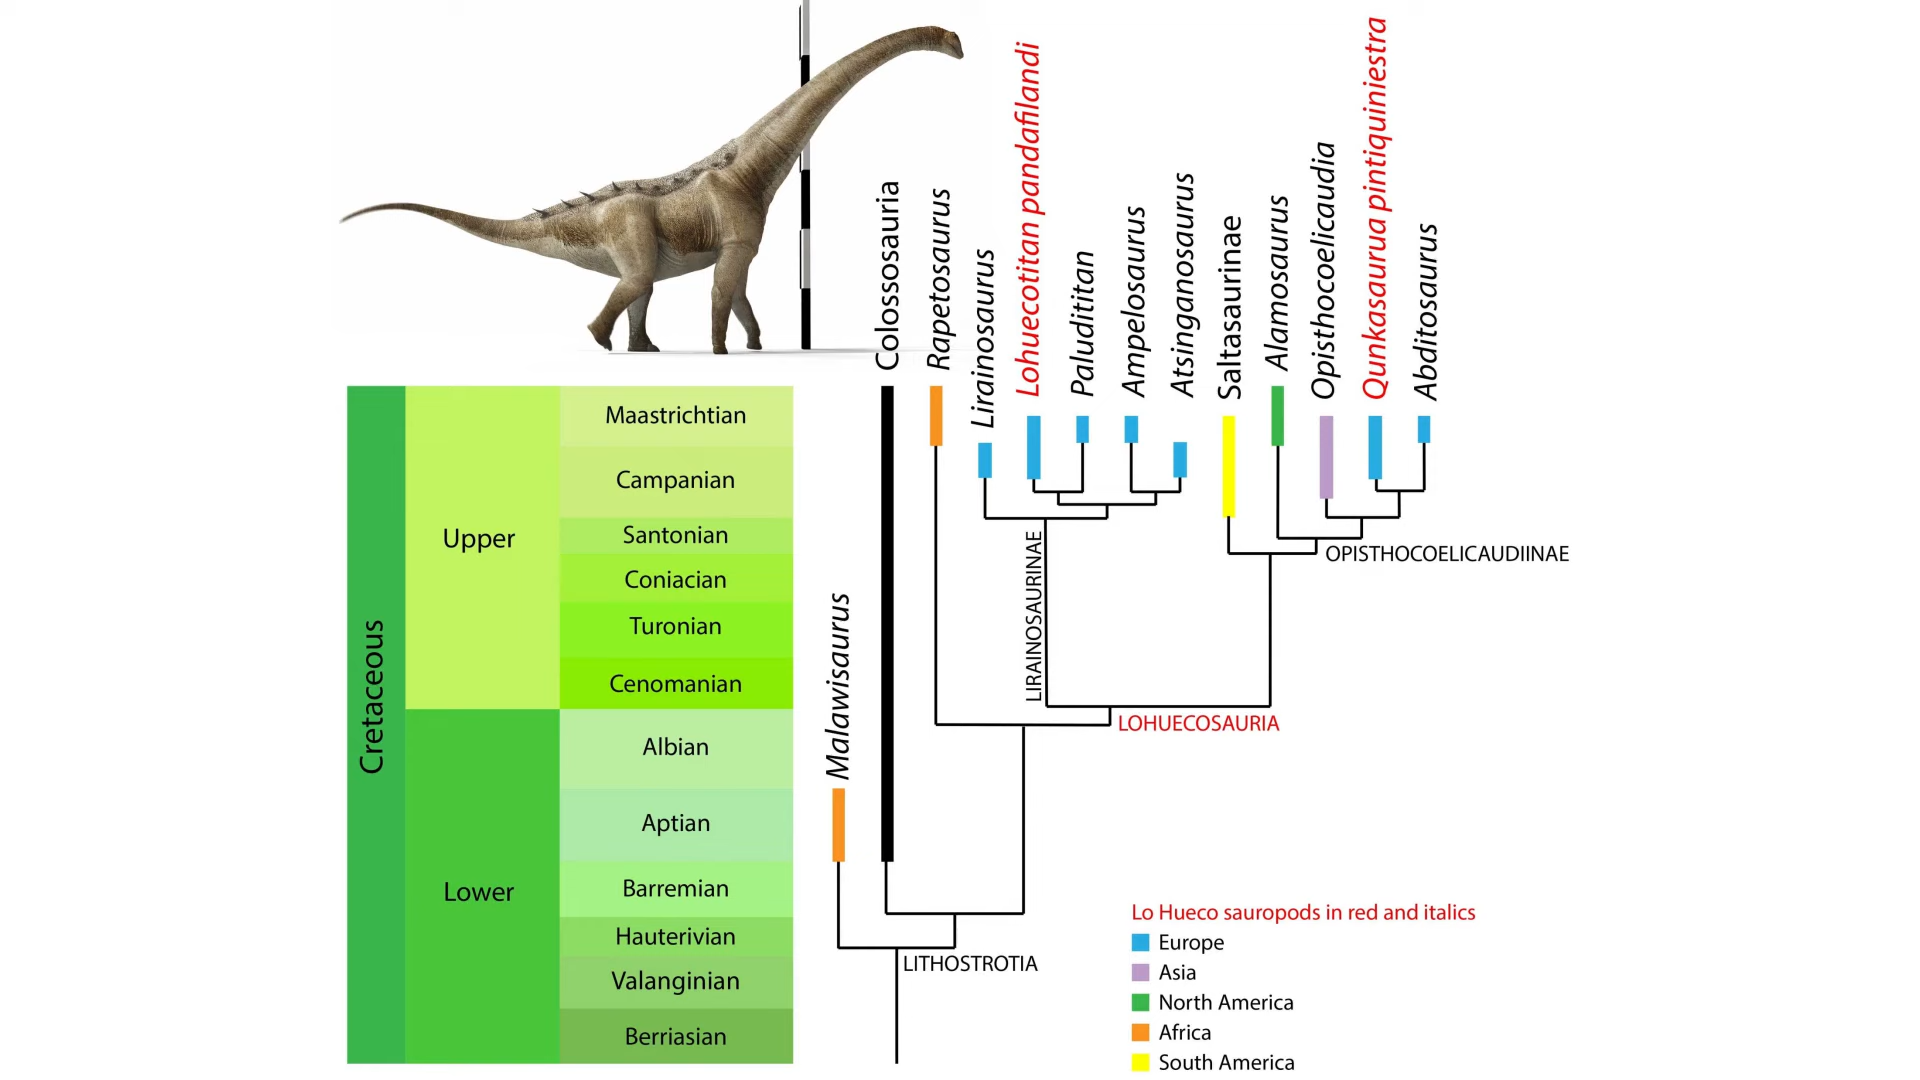 Colossosauria
Rapetosaurus
Lirainosaurus
Lohuecotitan pandafilandi
Paludititan
Ampelosaurus
Atsinganosaurus
Saltasaurinae
Alamosaurus
Opisthocoelicaudia
Qunkasaurua pintiquiniestra
Abditosaurus
Malawisaurus
Cretaceous
Upper
Lower
Maastrichtian
Campanian
Santonian
Coniacian
Turonian
Cenomanian
Albian
Aptian
Barremian
Hauterivian
Valanginian
Berriasian
LIRAINOSAURINAE
OPISTHOCOELICAUDIINAE
LOHUECOSAURIA
LITHOSTROTIA
Lo Hueco sauropods in red and italics
Europe
Asia
North America
Africa
South America